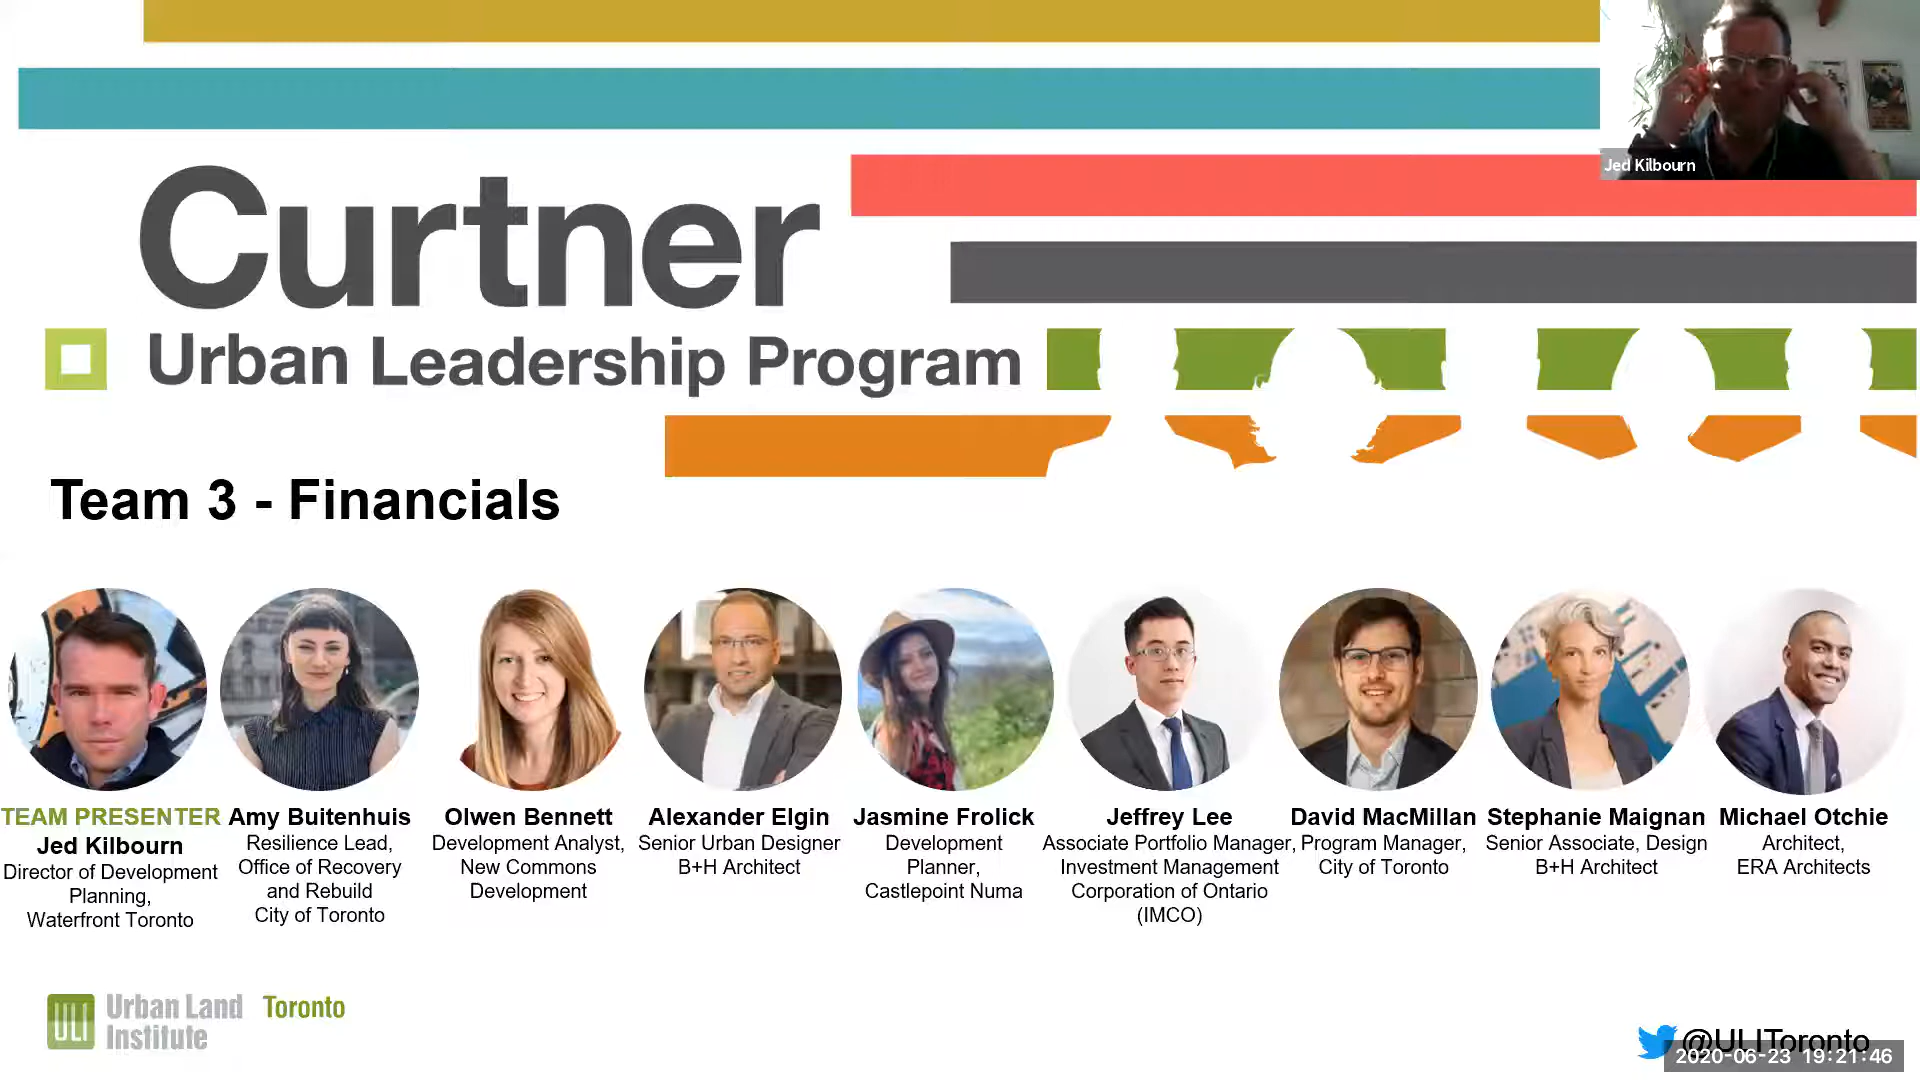 Jed Kilbourn
Curtner
Urban Leadership Program
Team 3 - Financials
TEAM PRESENTER
Jed Kilbourn
Director of Development
Planning,
Waterfront Toronto
Amy Buitenhuis
Resilience Lead,
Office of Recovery
and Rebuild
City of Toronto
Olwen Bennett
Development Analyst,
New Commons
Development
Alexander Elgin
Senior Urban Designer
B+H Architect
Jasmine Frolick
Development
Planner,
Castlepoint Numa
Jeffrey Lee
Associate Portfolio Manager,
Investment Management
Corporation of Ontario
(IMCO)
David MacMillan
Program Manager,
City of Toronto
Stephanie Maignan
Senior Associate, Design
B+H Architect
Michael Otchie
Architect,
ERA Architects
ULI
Urban Land
Institute
Toronto
@ULIToronto
2020-06-23 19:21:46